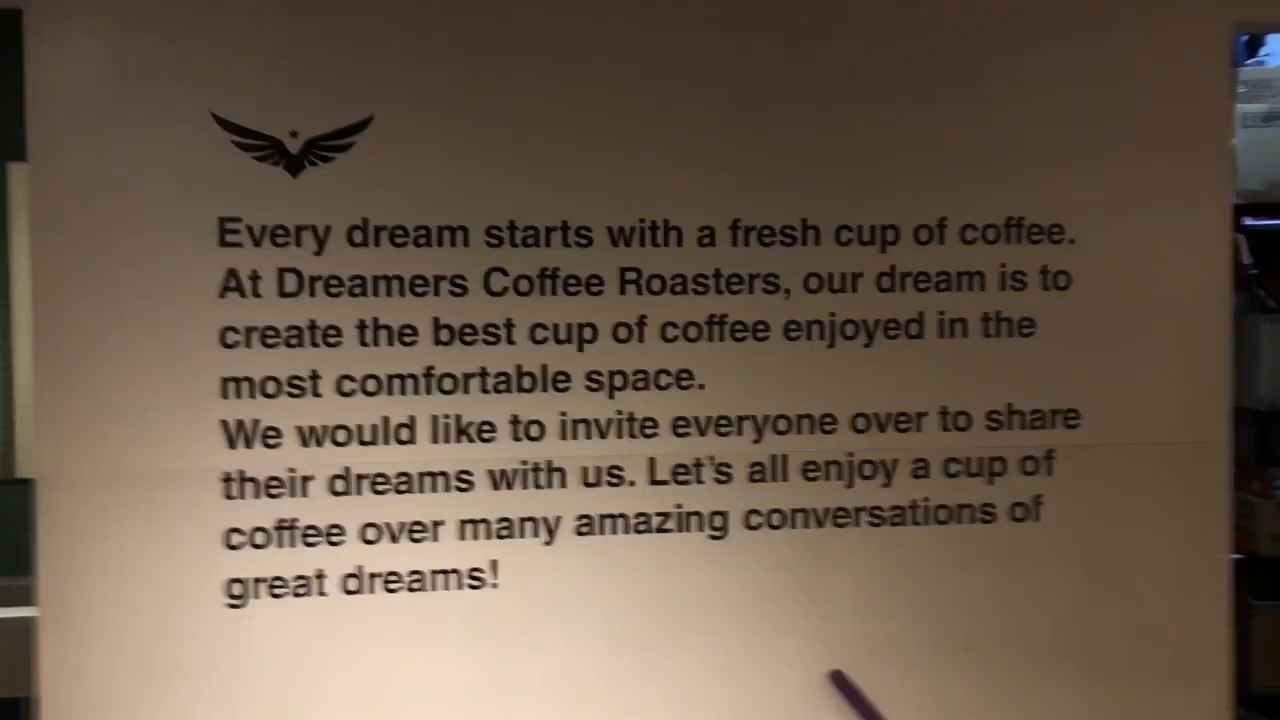 Every dream starts with a fresh cup of coffee.
At Dreamers Coffee Roasters, our dream is to
create the best cup of coffee enjoyed in the
most comfortable space.
We would like to invite everyone over to share
their dreams with us. Let's all enjoy a cup of
coffee over many amazing conversations of
great dreams!